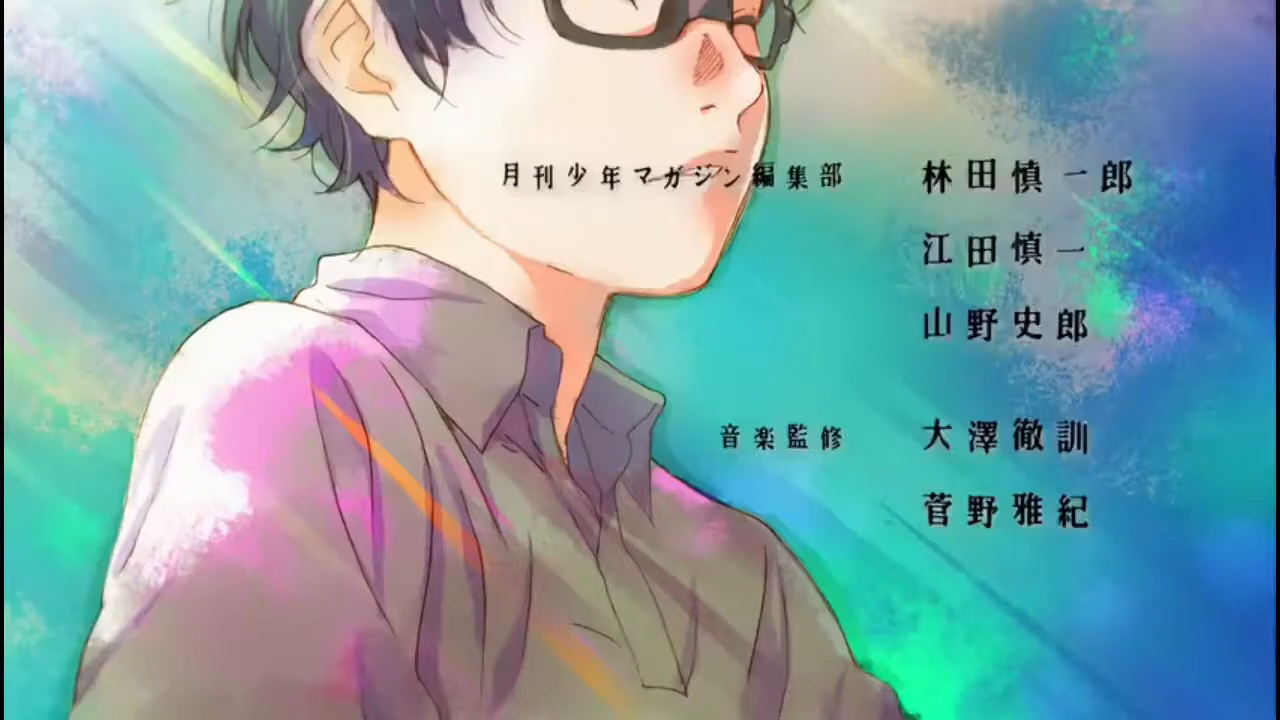 月刊少年マガジン編集部 林田慎一郎
江田慎一
山野史郎
音楽監修 大澤徹訓
菅野雅紀